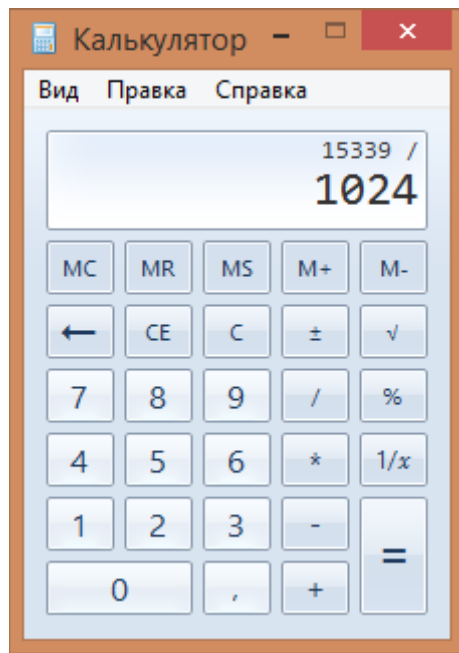 Калькулятор
Вид Правка Справка
15339 /
1024
MC MR MS M+ M-
← CE C ± √
7 8 9 / %
4 5 6 * 1/x
1 2 3 - =
0 , +